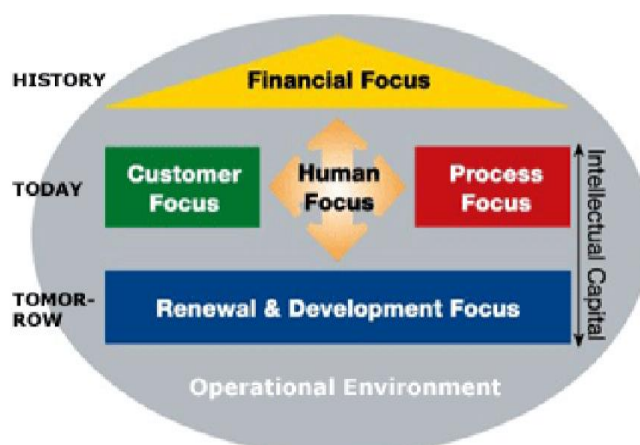 HISTORY
Financial Focus
TODAY
Customer
Focus
Human
Focus
Process
Focus
Intellectual Capital
TOMOR-
ROW
Renewal & Development Focus
Operational Environment